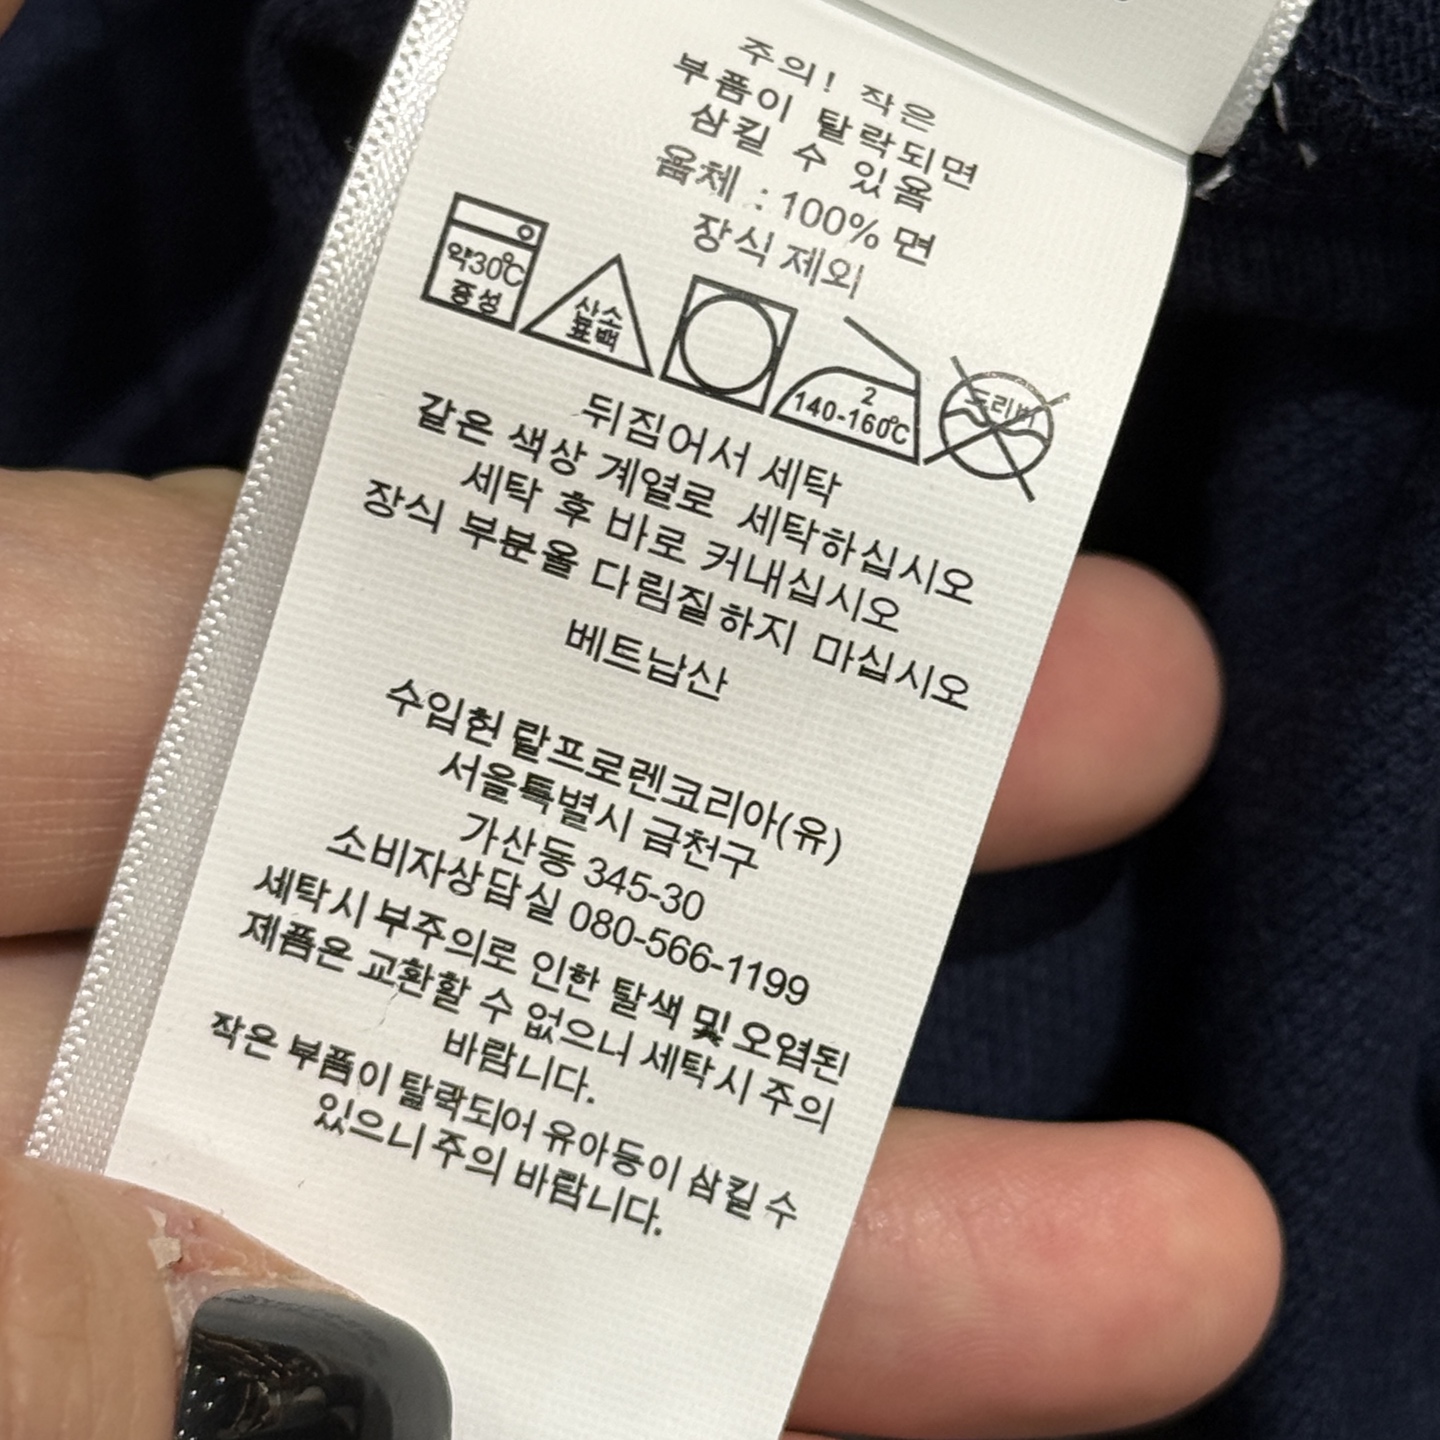 주의! 작은
부품이 탈락되면
삼킬 수 있음
몸체 : 100% 면
장식 제외
약30℃
중성
산소
표백
2
140-160℃
드라이
뒤집어서 세탁
같은 색상 계열로 세탁하십시오
세탁 후 바로 꺼내십시오
장식 부분을 다림질하지 마십시오
베트남산
수입원 랄프로렌코리아(유)
서울특별시 금천구
가산동 345-30
소비자상담실 080-566-1199
세탁시 부주의로 인한 탈색 및 오염된
제품은 교환할 수 없으니 세탁시 주의
바랍니다.
작은 부품이 탈락되어 유아등이 삼킬 수
있으니 주의 바랍니다.